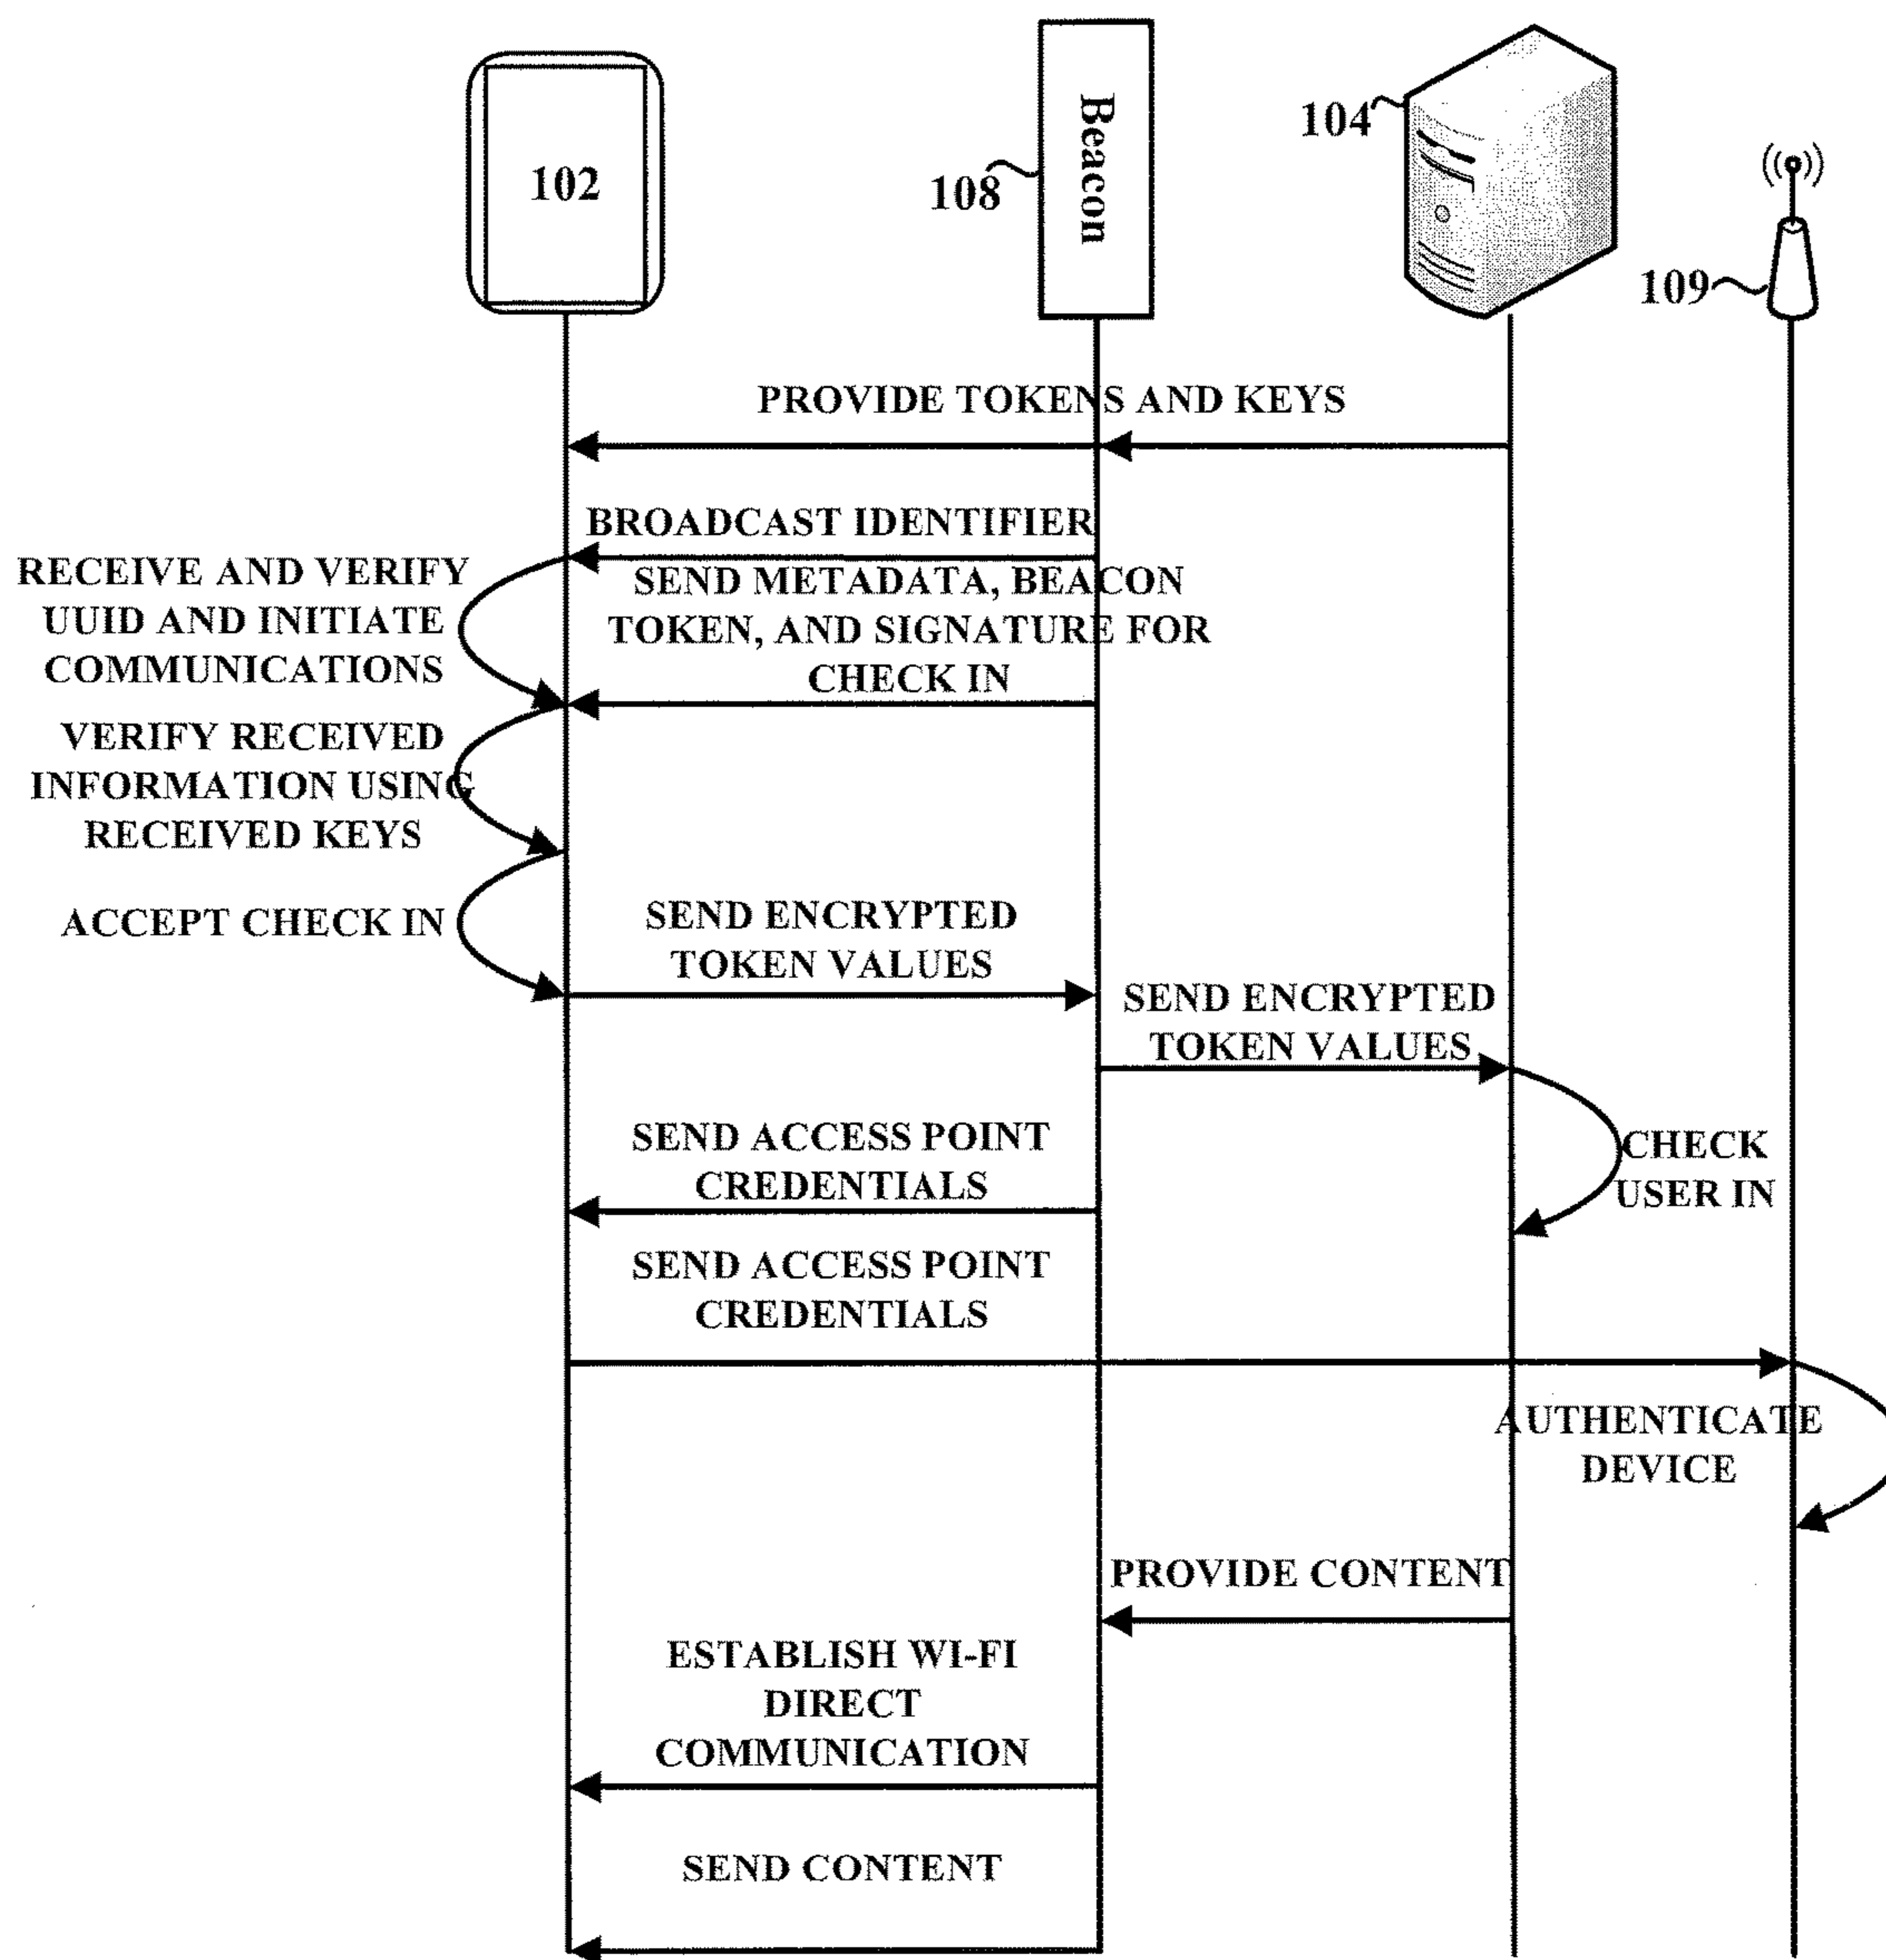 102
108
Beacon
104
109
PROVIDE TOKENS AND KEYS
BROADCAST IDENTIFIER
RECEIVE AND VERIFY
UUID AND INITIATE
COMMUNICATIONS
SEND METADATA, BEACON
TOKEN, AND SIGNATURE FOR
CHECK IN
VERIFY RECEIVED
INFORMATION USING
RECEIVED KEYS
ACCEPT CHECK IN
SEND ENCRYPTED
TOKEN VALUES
SEND ENCRYPTED
TOKEN VALUES
SEND ACCESS POINT
CREDENTIALS
CHECK
USER IN
SEND ACCESS POINT
CREDENTIALS
AUTHENTICATE
DEVICE
PROVIDE CONTENT
ESTABLISH WI-FI
DIRECT
COMMUNICATION
SEND CONTENT